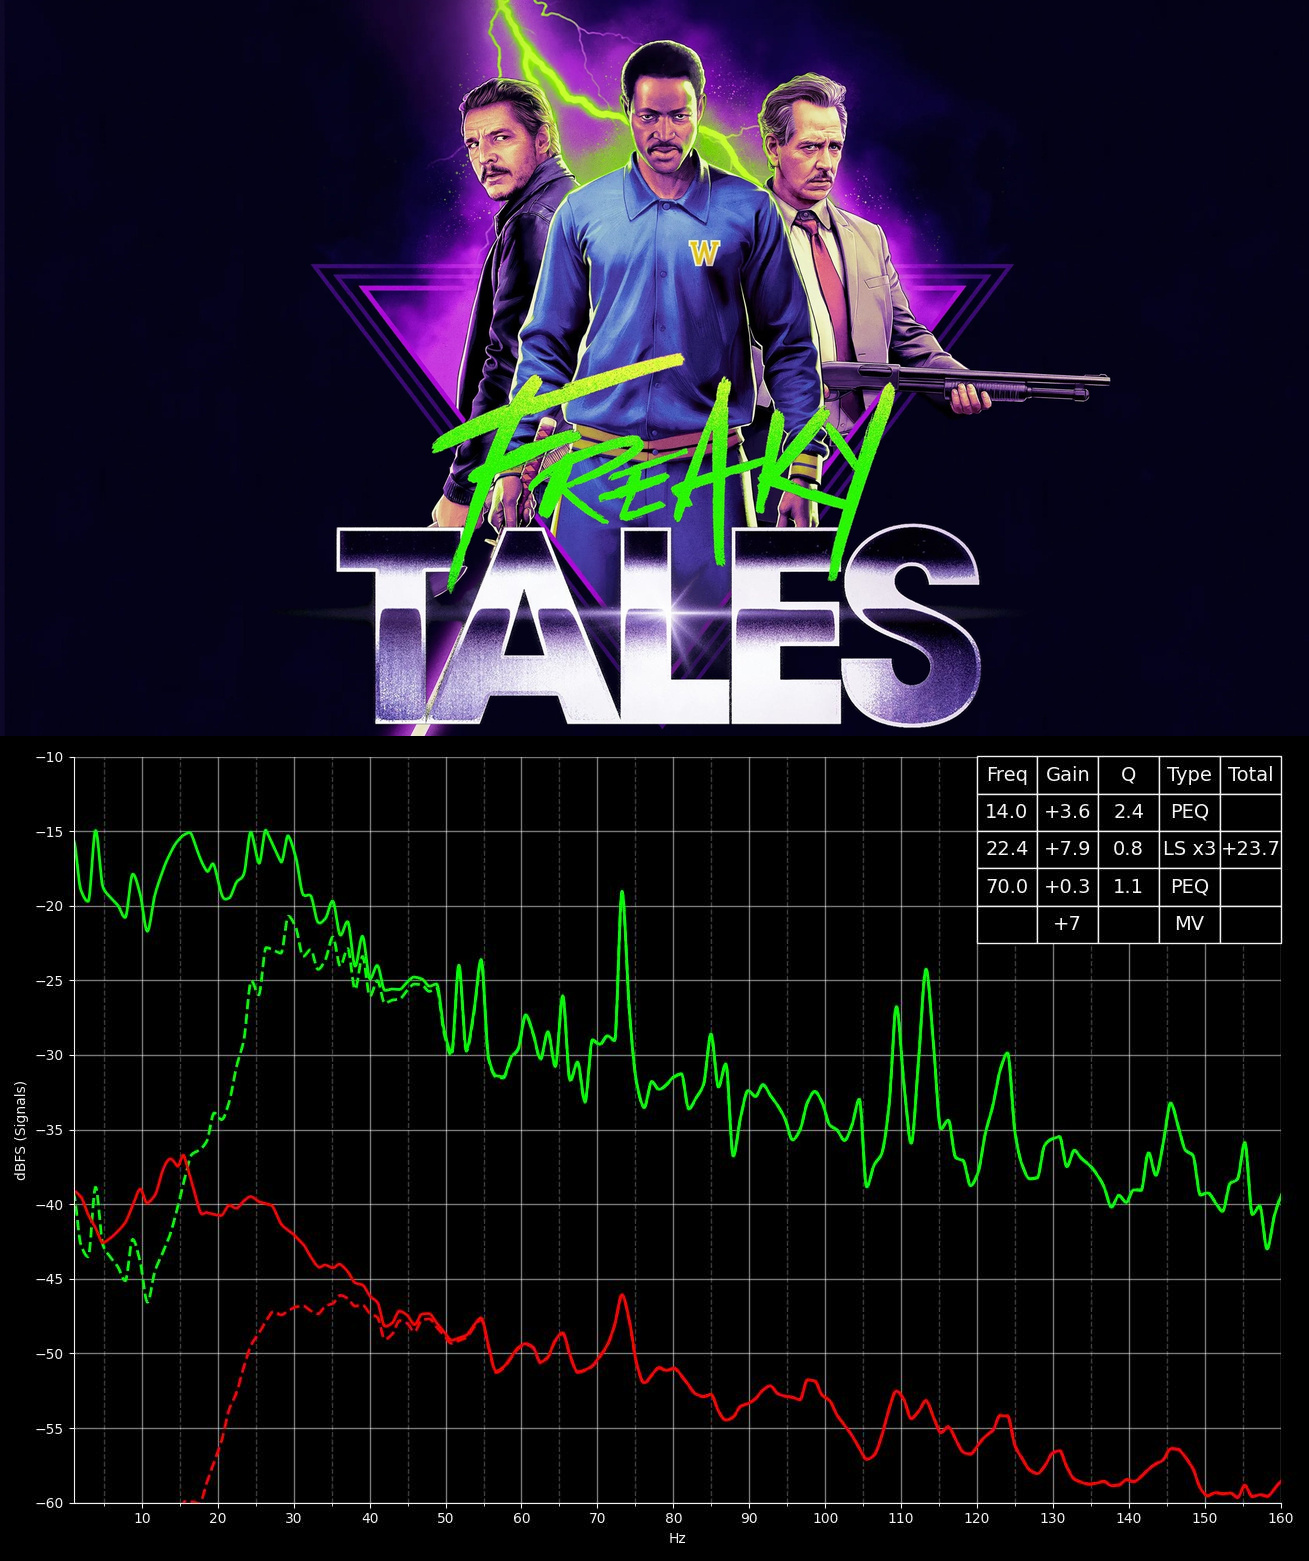 W
FREAKY
TALES
Freq Gain Q Type Total
14.0 +3.6 2.4 PEQ
22.4 +7.9 0.8 LS x3 +23.7
70.0 +0.3 1.1 PEQ
+7 MV
−10
−15
−20
−25
−30
−35
−40
−45
−50
−55
−60
dBFS (Signals)
10 20 30 40 50 60 70 80 90 100 110 120 130 140 150 160
Hz